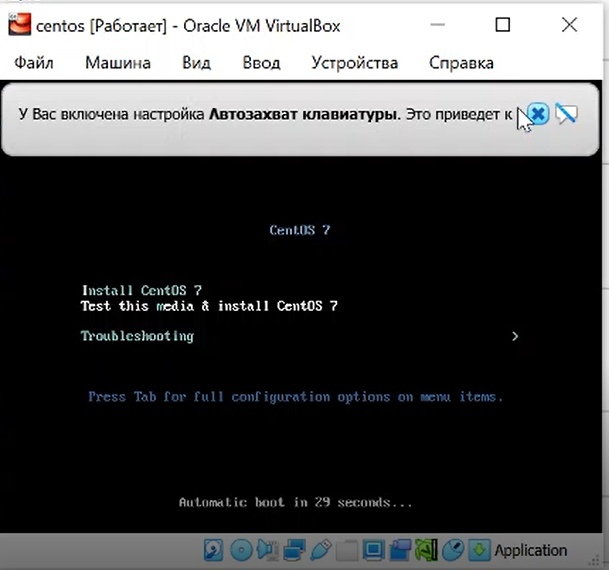 centos [Работает] - Oracle VM VirtualBox
Файл Машина Вид Ввод Устройства Справка
У Вас включена настройка Автозахват клавиатуры. Это приведет к
CentOS 7
Install CentOS 7
Test this media & install CentOS 7
Troubleshooting >
Press Tab for full configuration options on menu items.
Automatic boot in 29 seconds...
Application